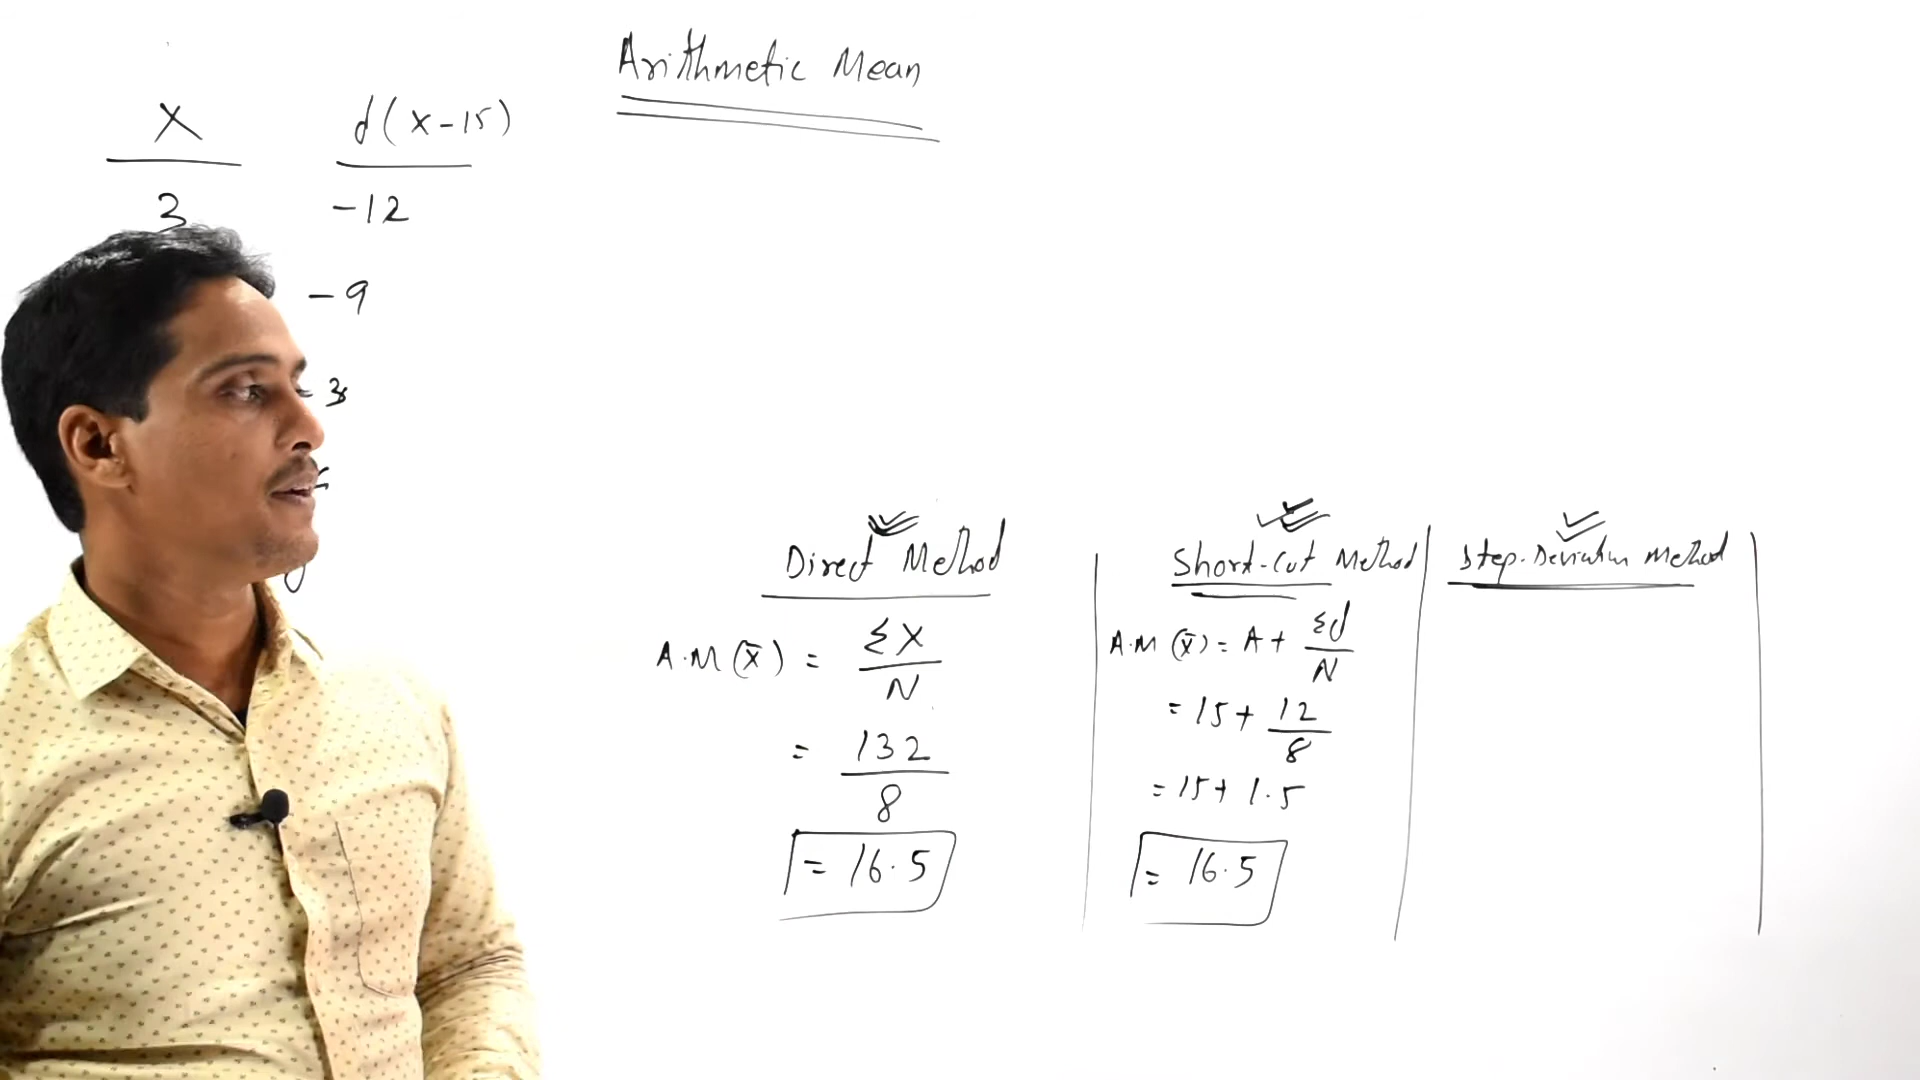 Arithmetic Mean
X d(x-15)
3 -12
-9
3
Direct Method
A.M (x̄) = ΣX/N
= 132/8
= 16.5
Short-Cut Method
A.M (x̄) = A + Σd/N
= 15 + 12/8
= 15 + 1.5
= 16.5
Step-Deviation Method